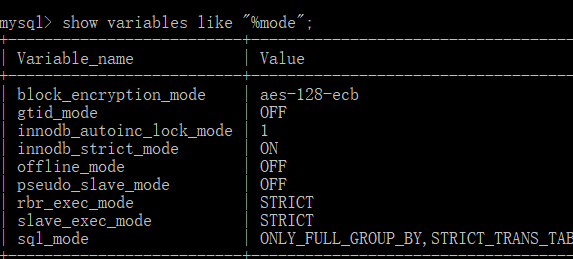 mysql> show variables like "%mode";
+--------------------------+------------------------------------
| Variable_name | Value
+--------------------------+------------------------------------
| block_encryption_mode | aes-128-ecb
| gtid_mode | OFF
| innodb_autoinc_lock_mode | 1
| innodb_strict_mode | ON
| offline_mode | OFF
| pseudo_slave_mode | OFF
| rbr_exec_mode | STRICT
| slave_exec_mode | STRICT
| sql_mode | ONLY_FULL_GROUP_BY,STRICT_TRANS_TAB
+--------------------------+------------------------------------